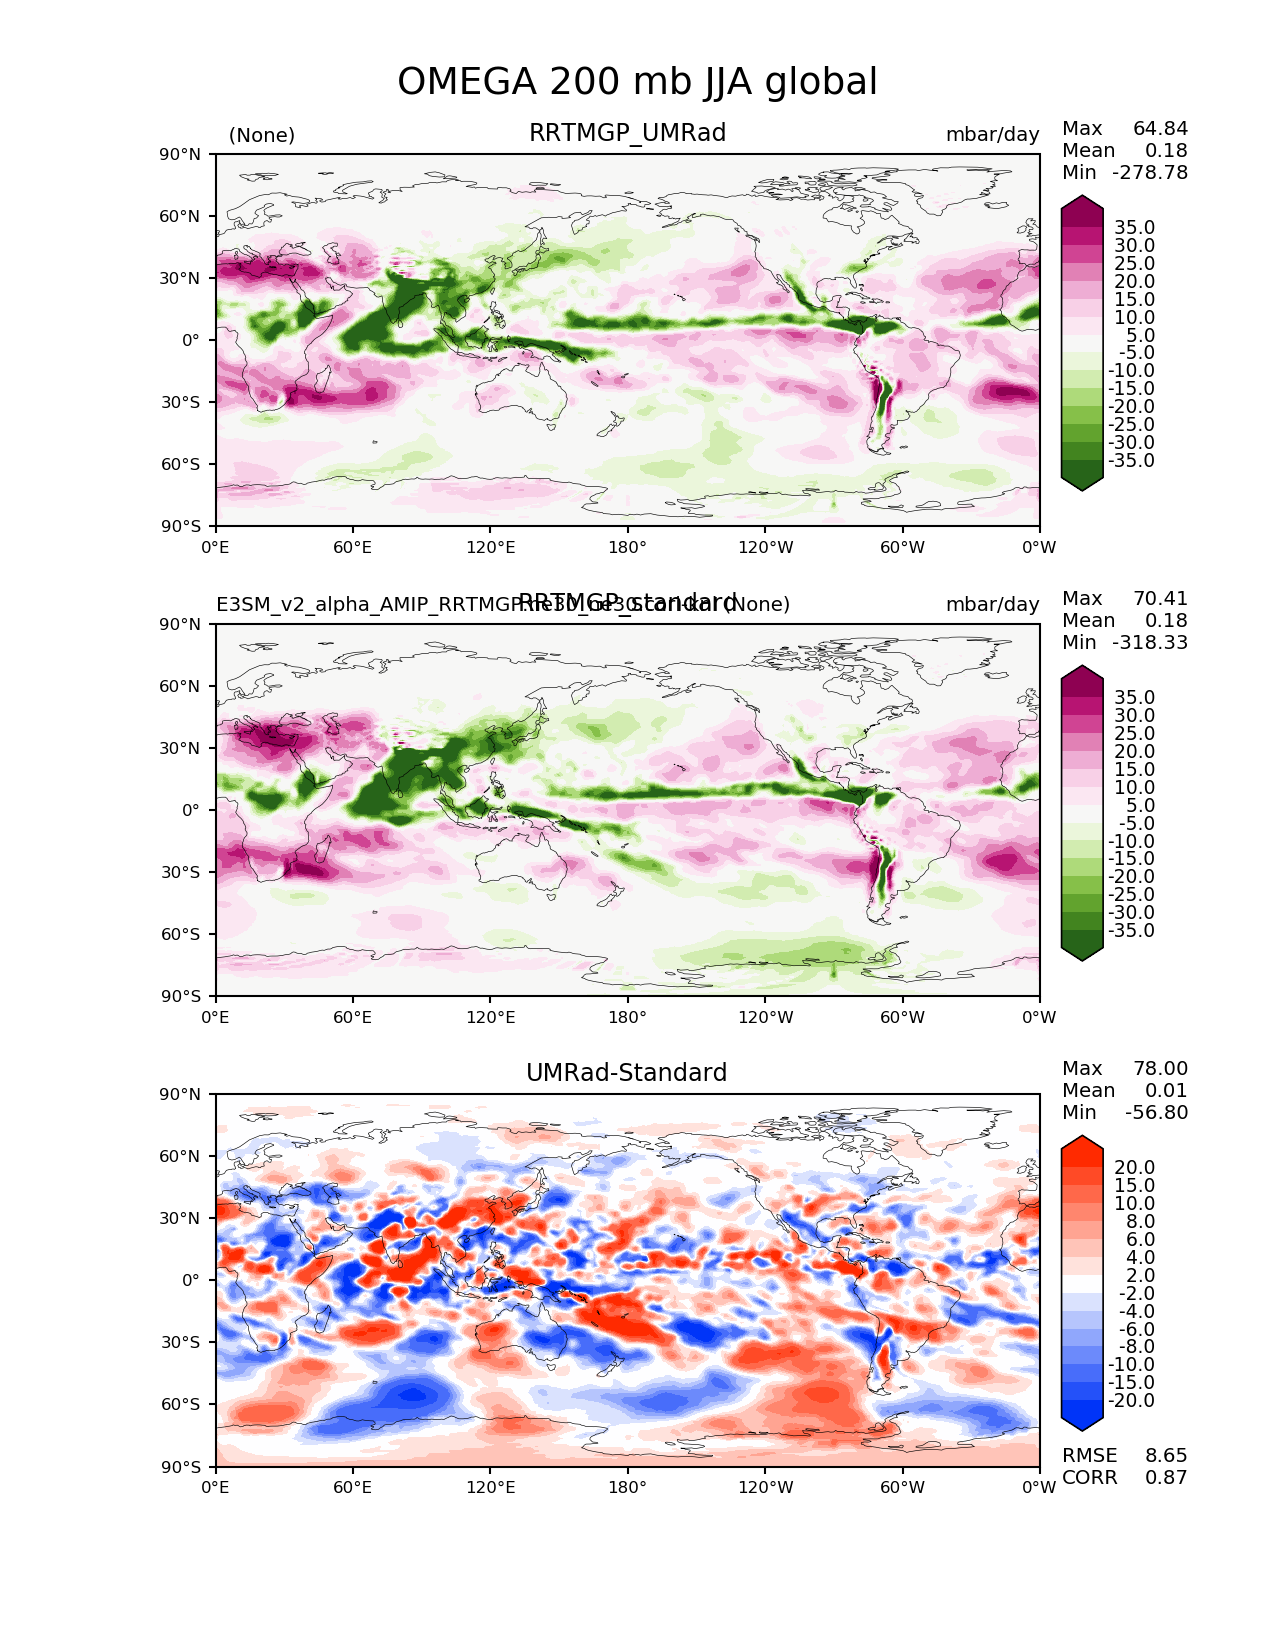 OMEGA 200 mb JJA global
(None) RRTMGP_UMRad mbar/day
Max 64.84
Mean 0.18
Min -278.78
90°N
60°N
30°N
0°
30°S
60°S
90°S
0°E 60°E 120°E 180° 120°W 60°W 0°W
35.0
30.0
25.0
20.0
15.0
10.0
5.0
-5.0
-10.0
-15.0
-20.0
-25.0
-30.0
-35.0
E3SM_v2_alpha_AMIP_RRTMGP (None) RRTMGP_standard mbar/day
Max 70.41
Mean 0.18
Min -318.33
90°N
60°N
30°N
0°
30°S
60°S
90°S
0°E 60°E 120°E 180° 120°W 60°W 0°W
35.0
30.0
25.0
20.0
15.0
10.0
5.0
-5.0
-10.0
-15.0
-20.0
-25.0
-30.0
-35.0
UMRad-Standard
Max 78.00
Mean 0.01
Min -56.80
90°N
60°N
30°N
0°
30°S
60°S
90°S
0°E 60°E 120°E 180° 120°W 60°W 0°W
20.0
15.0
10.0
8.0
6.0
4.0
2.0
-2.0
-4.0
-6.0
-8.0
-10.0
-15.0
-20.0
RMSE 8.65
CORR 0.87